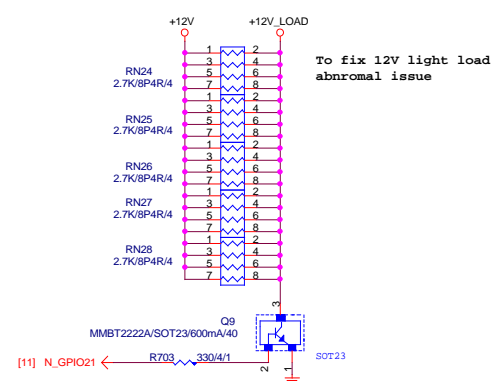 +12V +12V_LOAD
To fix 12V light load
abnromal issue
1 2
3 4
RN24 5 6
2.7K/8P4R/4 7 8
1 2
3 4
RN25 5 6
2.7K/8P4R/4 7 8
1 2
3 4
RN26 5 6
2.7K/8P4R/4 7 8
1 2
RN27 3 4
2.7K/8P4R/4 5 6
7 8
1 2
RN28 3 4
2.7K/8P4R/4 5 6
7 8
3
Q9
MMBT2222A/SOT23/600mA/40
SOT23
[11] N_GPIO21 R703 330/4/1 2 1